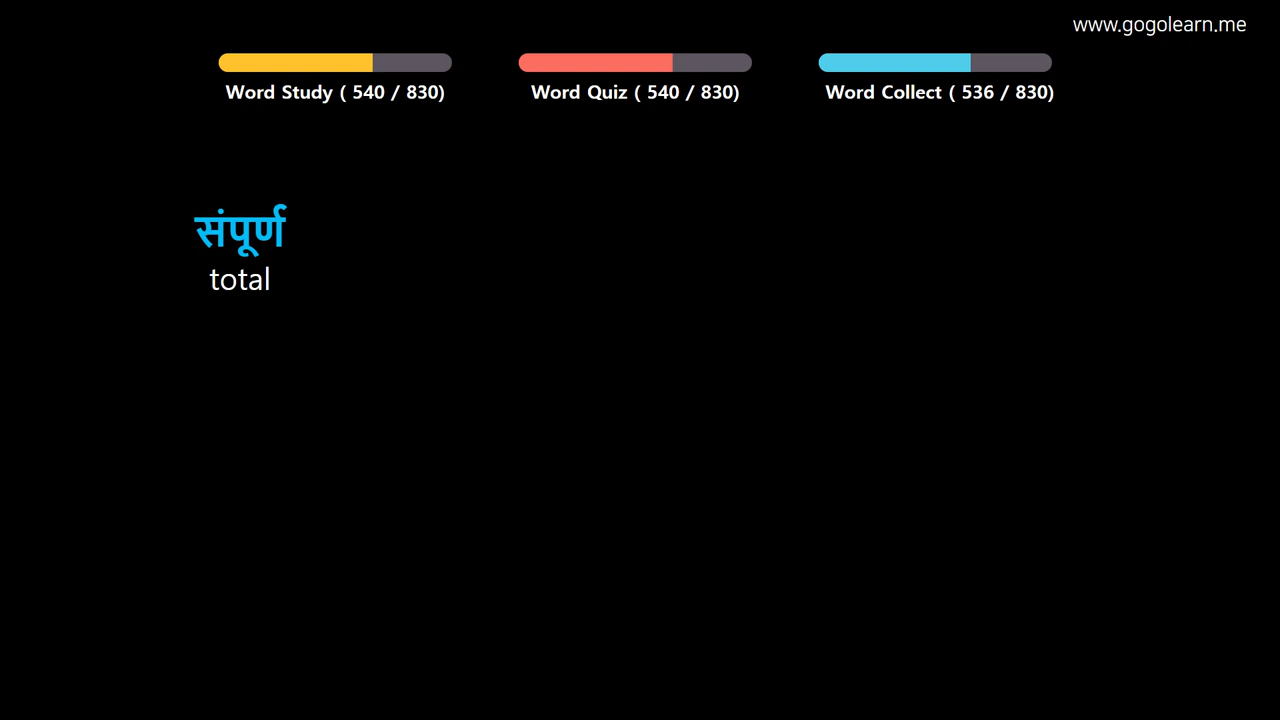 www.gogolearn.me
Word Study ( 540 / 830)
Word Quiz ( 540 / 830)
Word Collect ( 536 / 830)
संपूर्ण
total